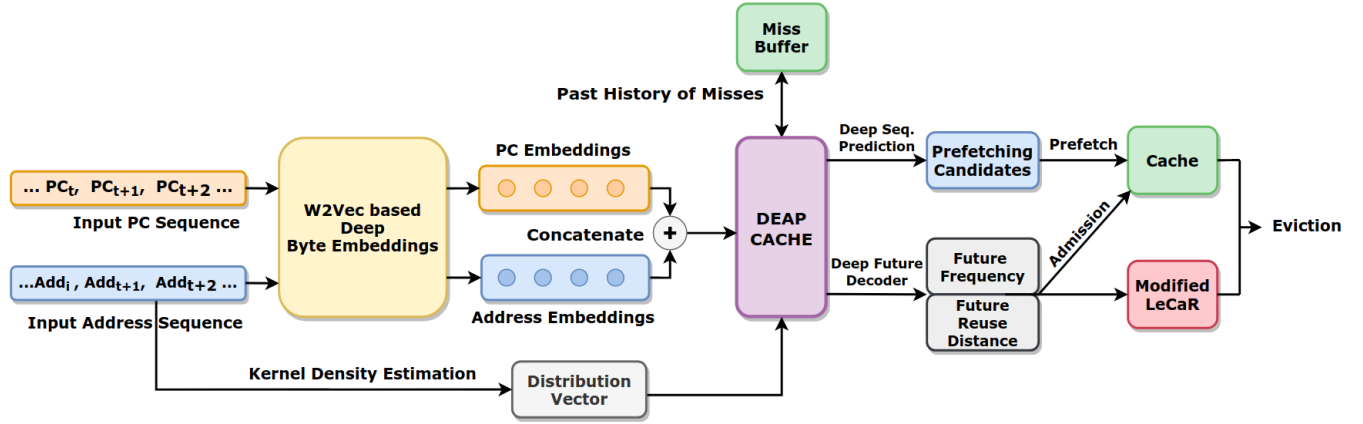 Miss
Buffer
Past History of Misses
Deep Seq.
Prediction
Prefetching
Candidates
Prefetch
Cache
PC Embeddings
... PCt, PCt+1, PCt+2 ...
Input PC Sequence
W2Vec based
Deep
Byte Embeddings
Concatenate
+
DEAP
CACHE
Admission
Eviction
...Addi , Addt+1, Addt+2 ...
Input Address Sequence
Address Embeddings
Deep Future
Decoder
Future
Frequency
Future
Reuse
Distance
Modified
LeCaR
Kernel Density Estimation
Distribution
Vector